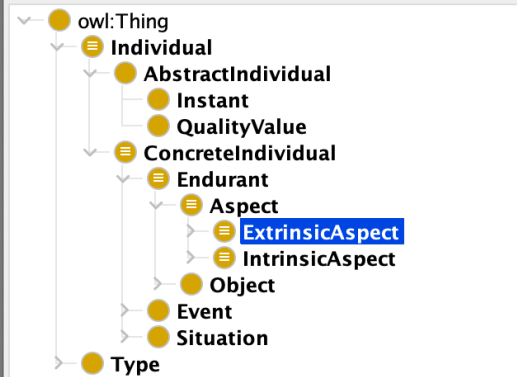 owl:Thing
Individual
AbstractIndividual
Instant
QualityValue
ConcreteIndividual
Endurant
Aspect
ExtrinsicAspect
IntrinsicAspect
Object
Event
Situation
Type